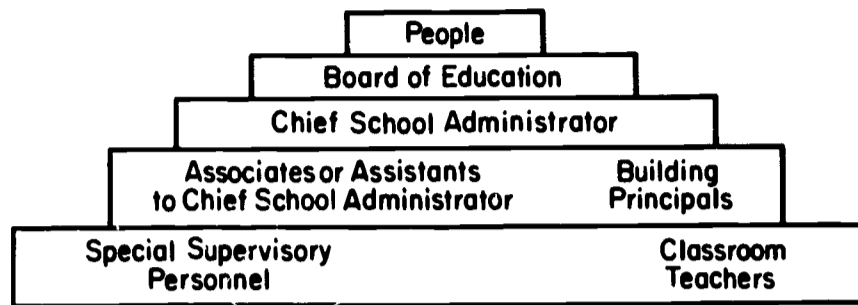 People
Board of Education
Chief School Administrator
Associates or Assistants
to Chief School Administrator
Building
Principals
Special Supervisory
Personnel
Classroom
Teachers